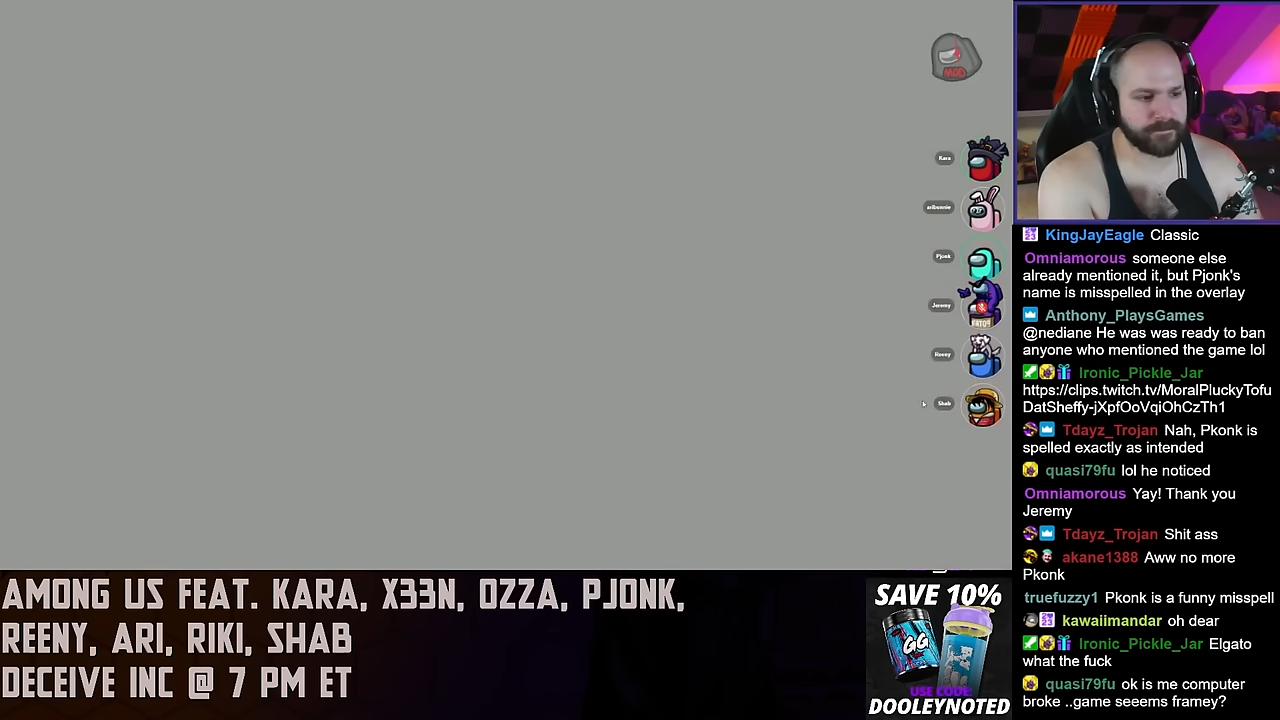 MOD
Kara
aribunnie
Pjonk
Jeremy
Reeny
Shab
KingJayEagle Classic
Omniamorous someone else
already mentioned it, but Pjonk's
name is misspelled in the overlay
Anthony_PlaysGames
@nediane He was was ready to ban
anyone who mentioned the game lol
Ironic_Pickle_Jar
https://clips.twitch.tv/MoralPluckyTofu
DatSheffy-jXpfOoVqiOhCzTh1
Tdayz_Trojan Nah, Pkonk is
spelled exactly as intended
quasi79fu lol he noticed
Omniamorous Yay! Thank you
Jeremy
Tdayz_Trojan Shit ass
akane1388 Aww no more
Pkonk
truefuzzy1 Pkonk is a funny misspell
kawaiimandar oh dear
Ironic_Pickle_Jar Elgato
what the fuck
quasi79fu ok is me computer
broke ..game seeems framey?
AMONG US FEAT. KARA, X33N, OZZA, PJONK,
REENY, ARI, RIKI, SHAB
DECEIVE INC @ 7 PM ET
SAVE 10%
GG
USE CODE:
DOOLEYNOTED